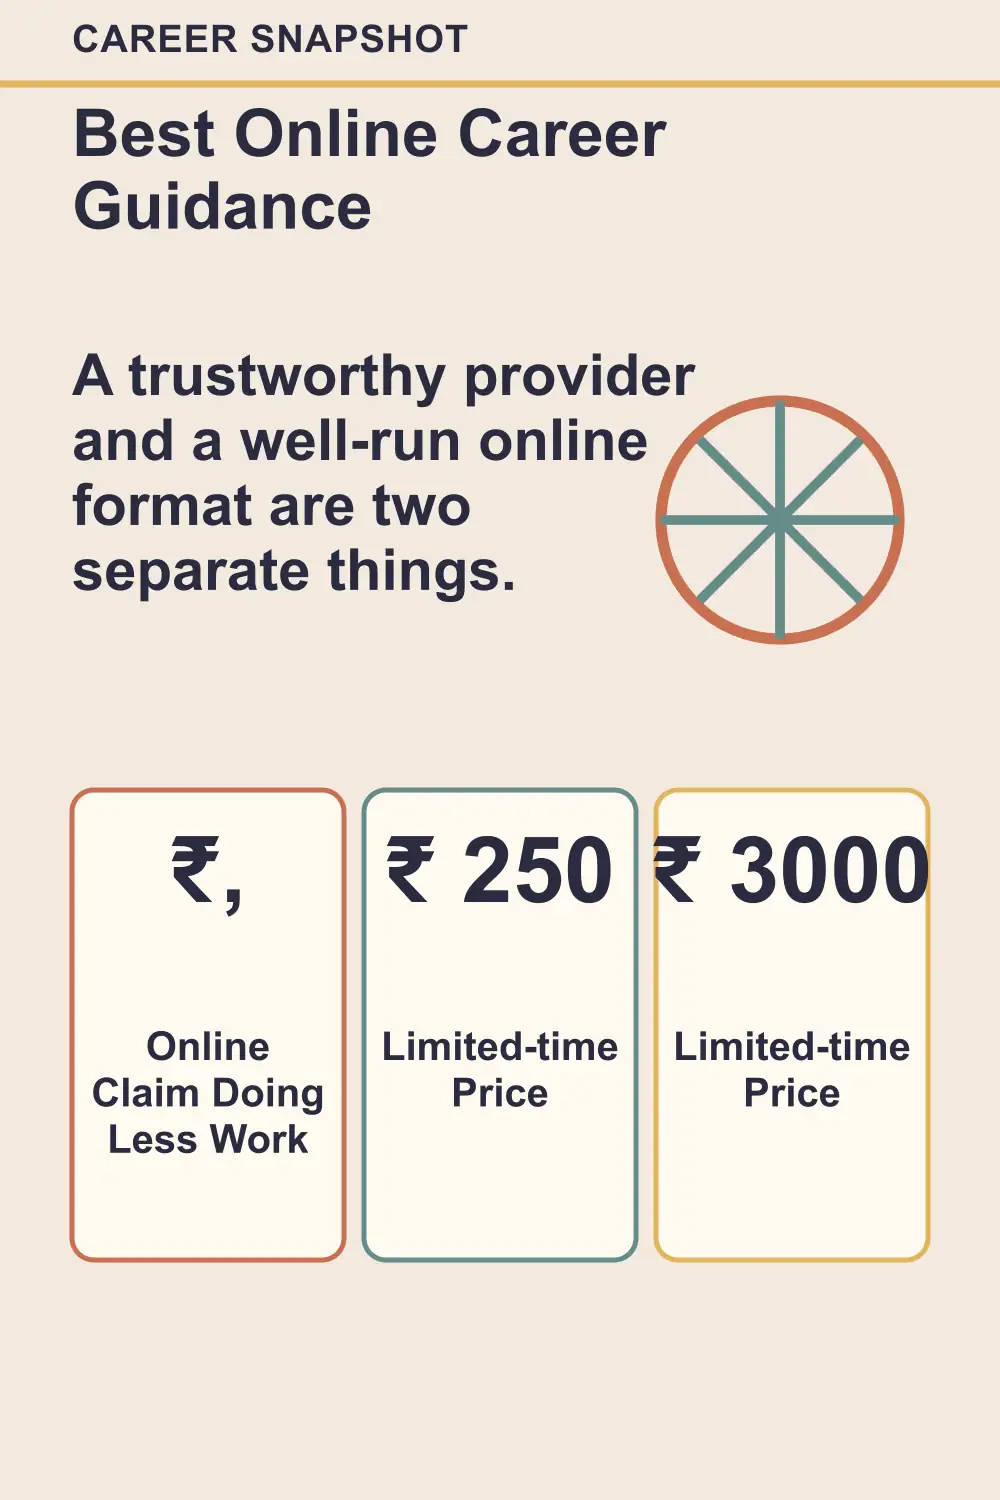 CAREER SNAPSHOT
Best Online Career
Guidance
A trustworthy provider
and a well-run online
format are two
separate things.
₹,
Online
Claim Doing
Less Work
₹ 250
Limited-time
Price
₹ 3000
Limited-time
Price